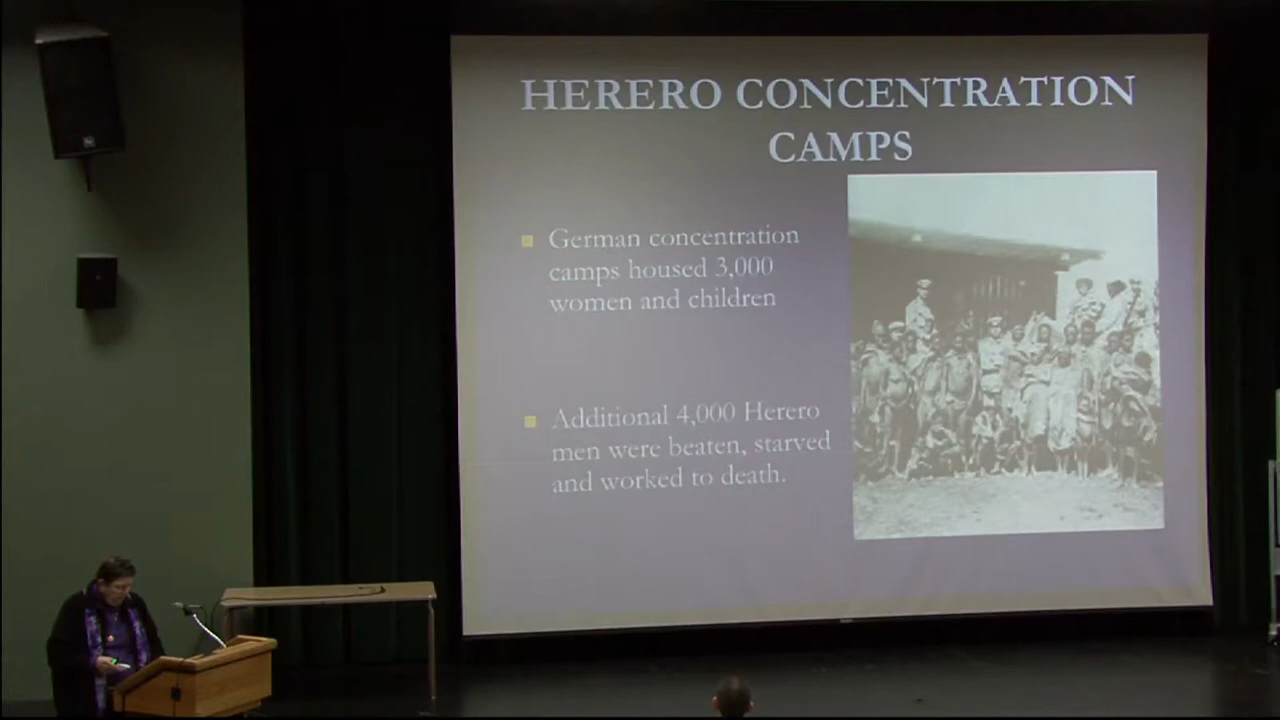 HERERO CONCENTRATION
CAMPS
German concentration
camps housed 3,000
women and children
Additional 4,000 Herero
men were beaten, starved
and worked to death.